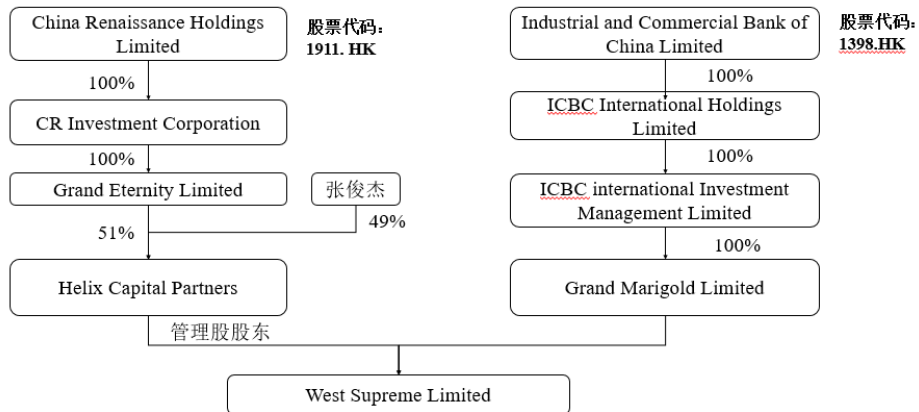 China Renaissance Holdings
Limited
股票代码：
1911. HK
Industrial and Commercial Bank of
China Limited
股票代码：
1398.HK
100%
100%
CR Investment Corporation
ICBC International Holdings
Limited
100%
100%
Grand Eternity Limited
张俊杰
ICBC international Investment
Management Limited
51%
49%
100%
Helix Capital Partners
Grand Marigold Limited
管理股股东
West Supreme Limited